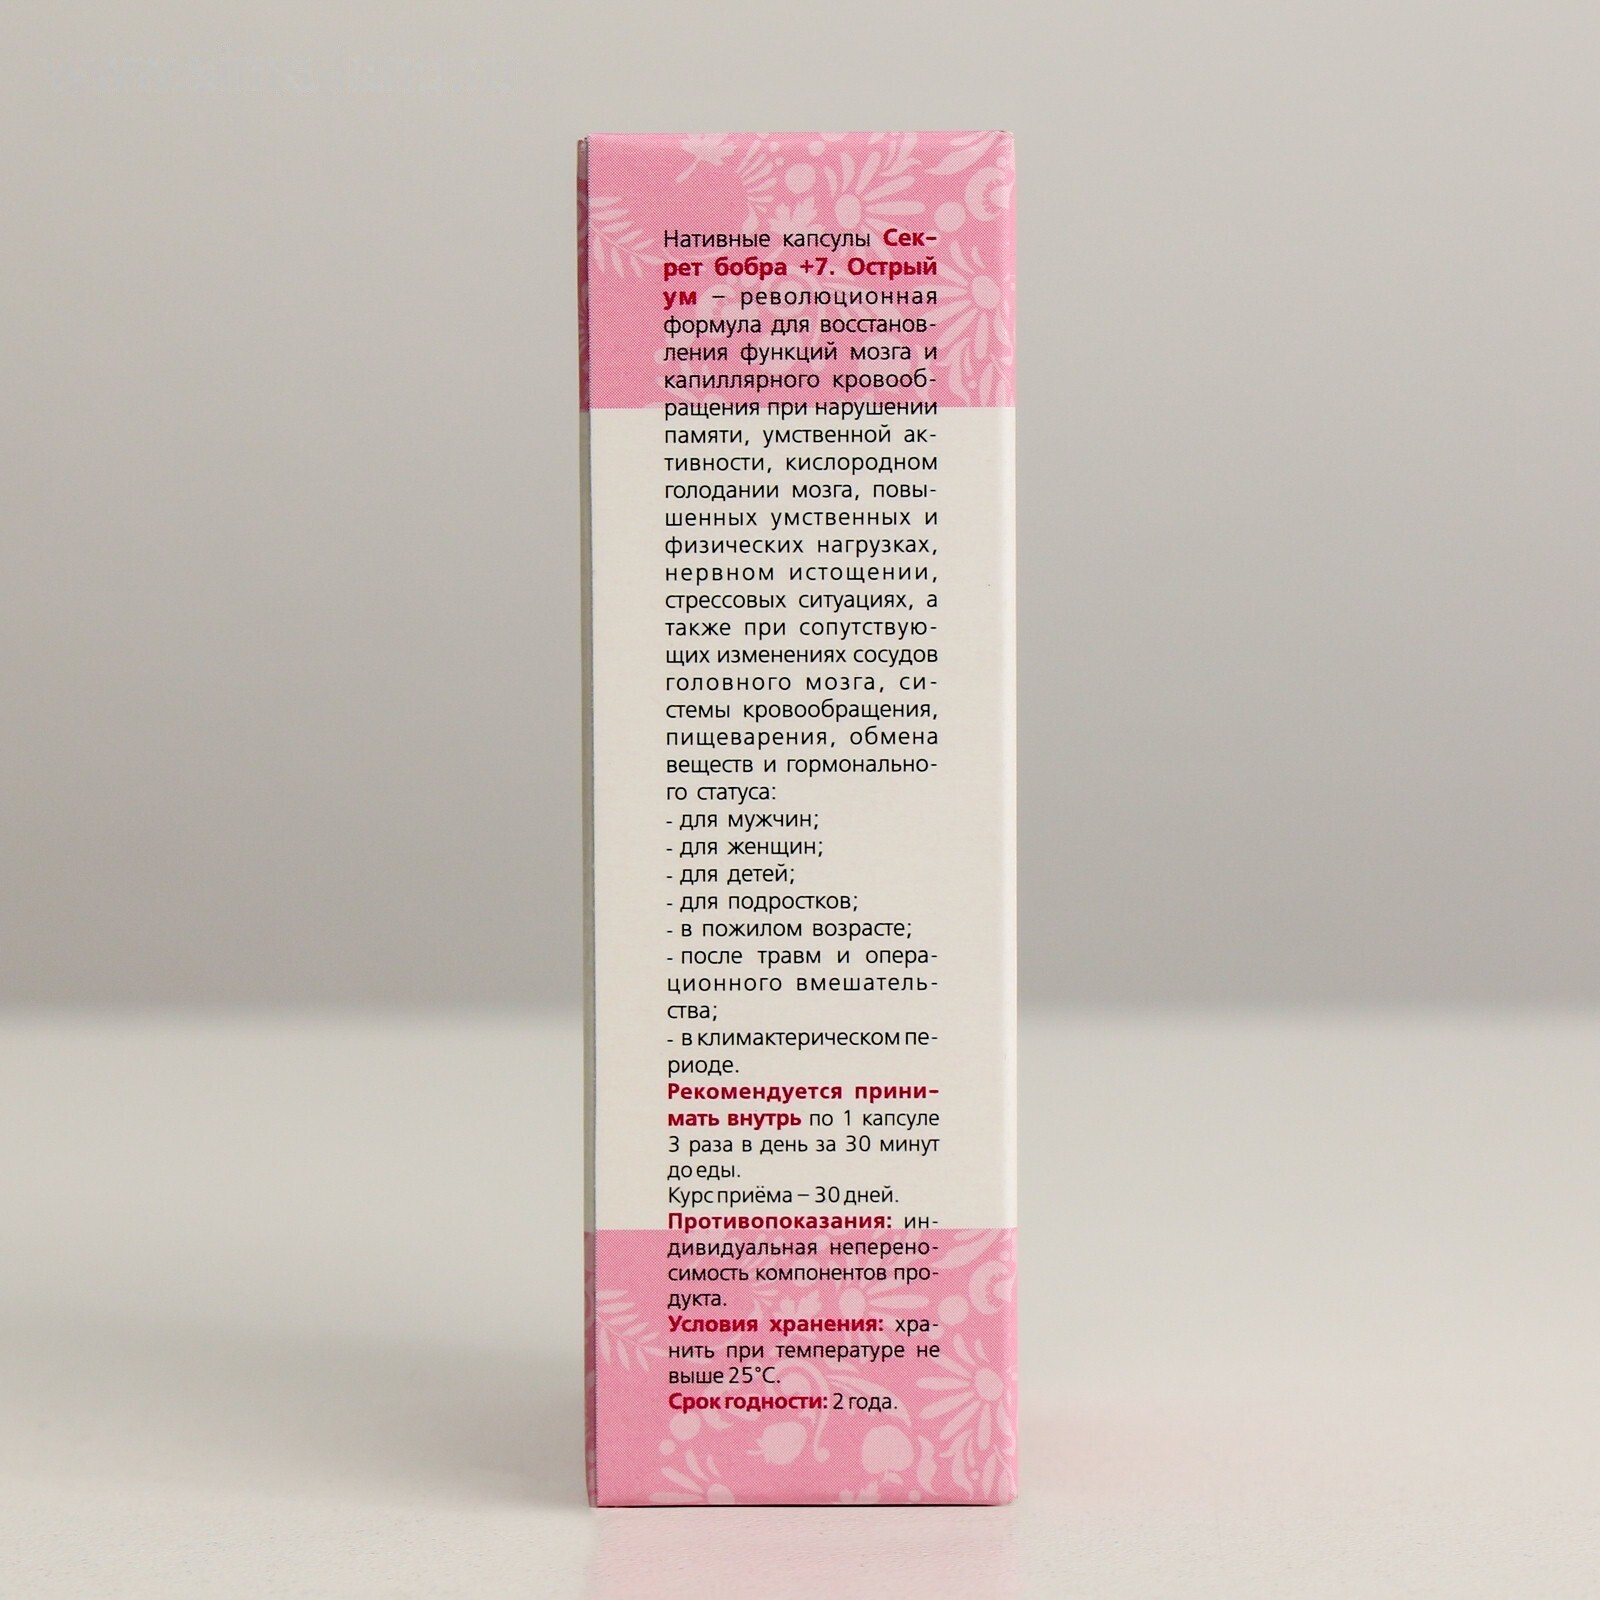 Нативные капсулы Сек-
рет бобра +7. Острый
ум – революционная
формула для восстанов-
ления функций мозга и
капиллярного кровооб-
ращения при нарушении
памяти, умственной ак-
тивности, кислородном
голодании мозга, повы-
шенных умственных и
физических нагрузках,
нервном истощении,
стрессовых ситуациях, а
также при сопутствую-
щих изменениях сосудов
головного мозга, си-
стемы кровообращения,
пищеварения, обмена
веществ и гормонально-
го статуса:
- для мужчин;
- для женщин;
- для детей;
- для подростков;
- в пожилом возрасте;
- после травм и опера-
ционного вмешатель-
ства;
- в климактерическом пе-
риоде.
Рекомендуется прини-
мать внутрь по 1 капсуле
3 раза в день за 30 минут
до еды.
Курс приёма – 30 дней.
Противопоказания: ин-
дивидуальная неперено-
симость компонентов про-
дукта.
Условия хранения: хра-
нить при температуре не
выше 25°С.
Срок годности: 2 года.